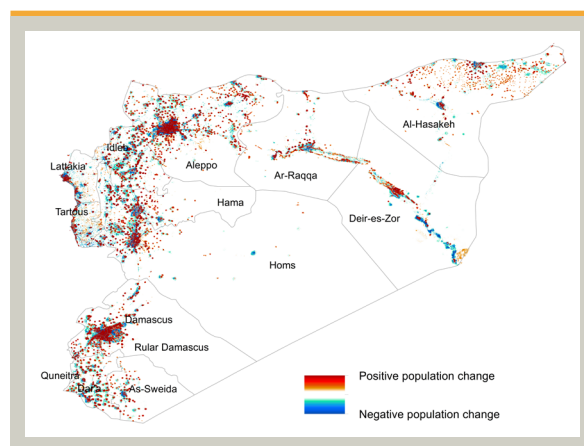 Al-Hasakeh
Idleb
Aleppo
Lattakia
Ar-Raqqa
Hama
Tartous
Deir-es-Zor
Homs
Damascus
Rular Damascus
Quneitra
Dar'a
As-Sweida
Positive population change
Negative population change